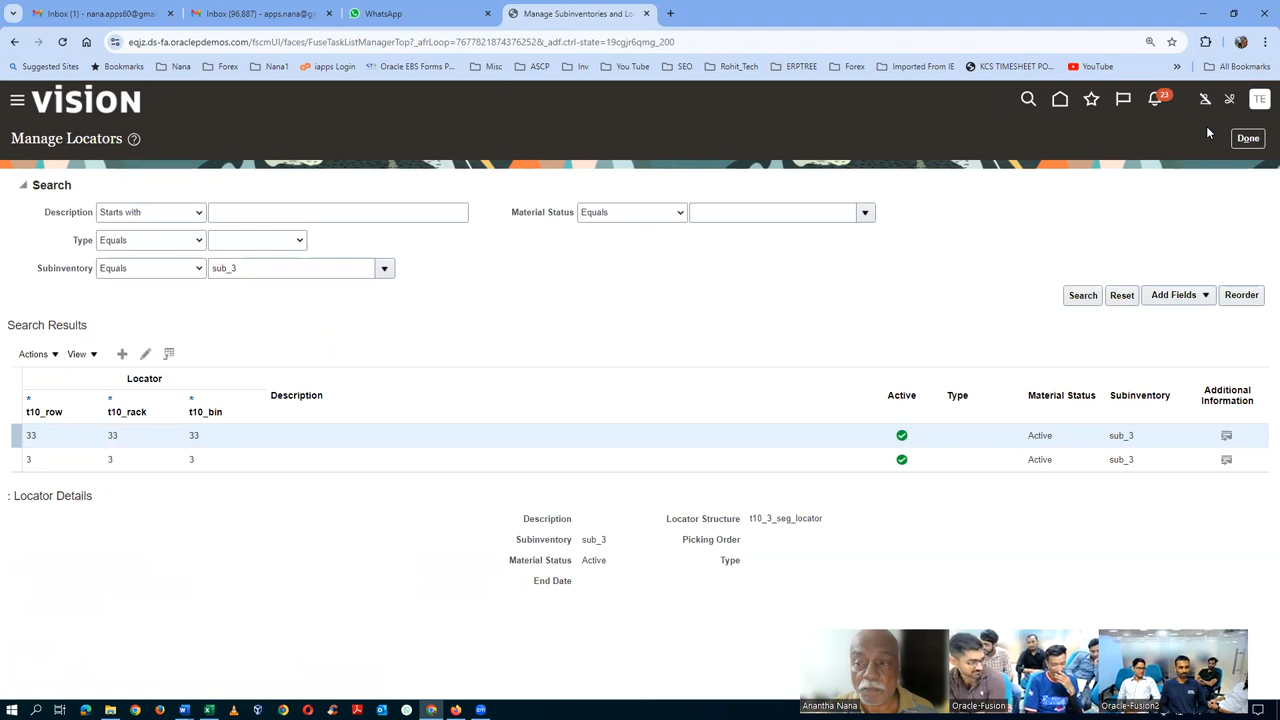 Inbox (1) - nana.apps60@gmail
Inbox (96,887) - apps.nana@gm
WhatsApp
Manage Subinventories and Lo
eqjz.ds-fa.oraclepdemos.com/fscmUI/faces/FuseTaskListManagerTop?_afrLoop=7677821874376252&_adf.ctrl-state=19cgjr6qmg_200
Suggested Sites
Bookmarks
Nana
Forex
Nana1
iapps Login
Oracle EBS Forms P...
Misc
ASCP
Inv
You Tube
SEO
Rohit_Tech
ERPTREE
Forex
Imported From IE
KCS TIMESHEET PO...
YouTube
All Bookmarks
VISION
23
TE
Manage Locators
Done
Search
Description Starts with
Material Status Equals
Type Equals
Subinventory Equals sub_3
Search Reset Add Fields Reorder
Search Results
Actions View
Locator
* t10_row * t10_rack * t10_bin Description Active Type Material Status Subinventory Additional Information
33 33 33 Active sub_3
3 3 3 Active sub_3
: Locator Details
Description
Locator Structure t10_3_seg_locator
Subinventory sub_3
Picking Order
Material Status Active
Type
End Date
Anantha Nana
Oracle-Fusion
Oracle-Fusion2